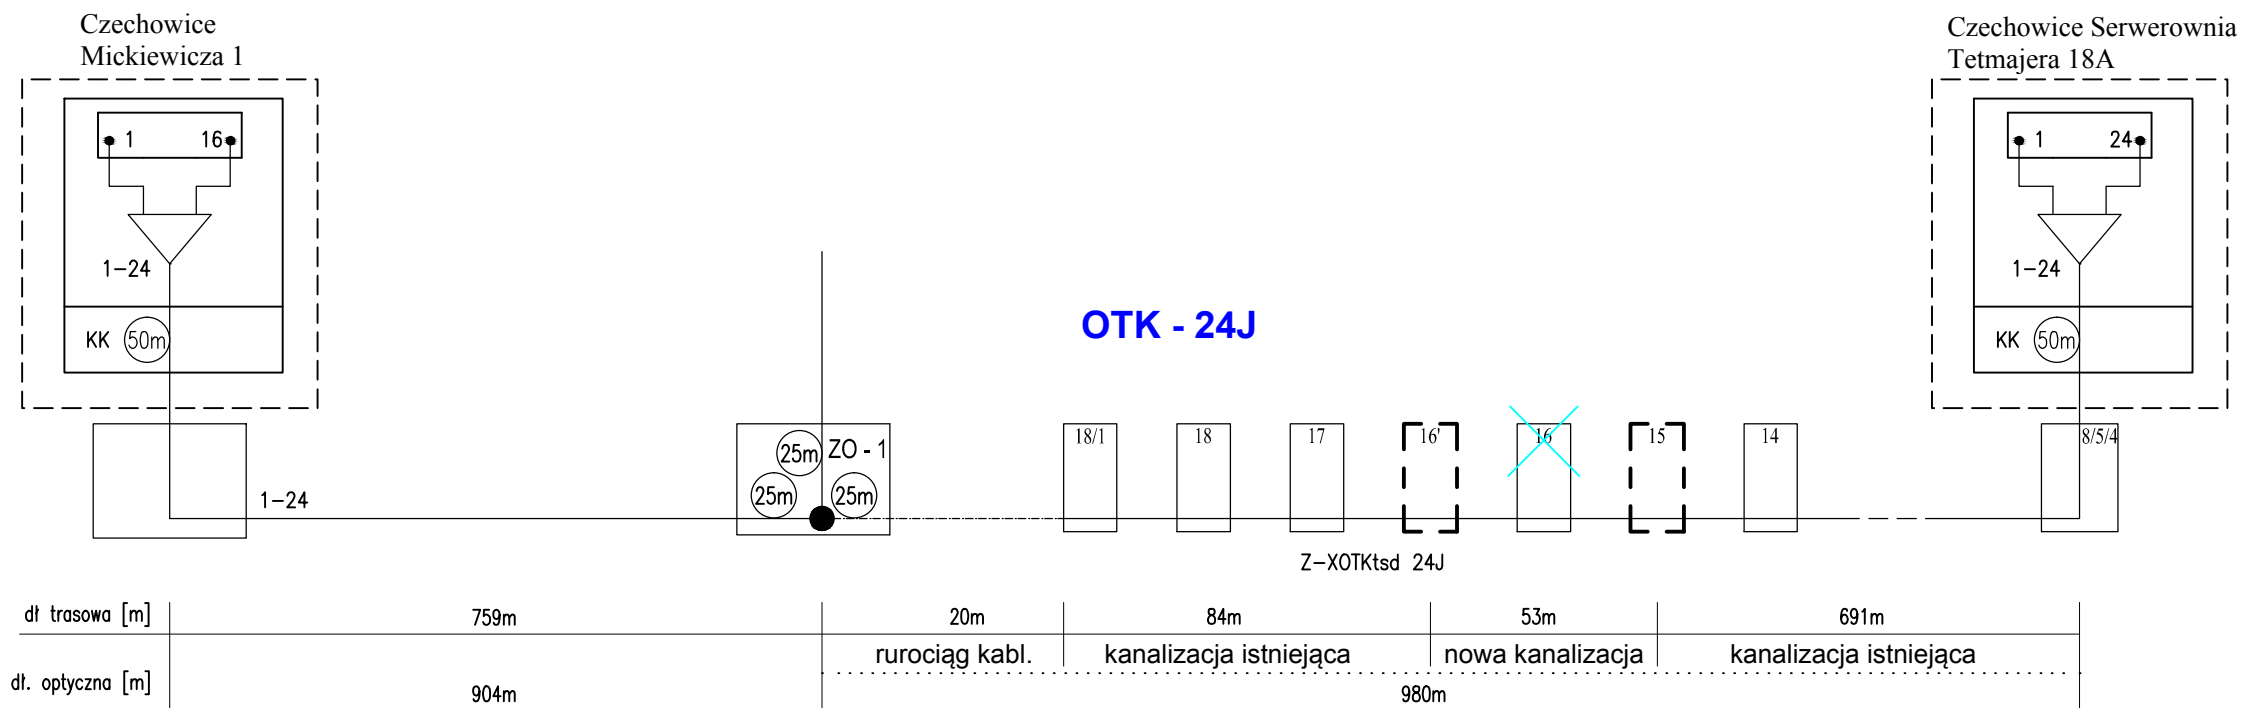 Czechowice
Mickiewicza 1
Czechowice Serwerownia
Tetmajera 18A
1 16
1 24
1-24
1-24
KK 50m
KK 50m
OTK - 24J
25m ZO - 1
25m 25m
18/1 18 17 16' 16 15 14 8/5/4
1-24
Z-XOTKtsd 24J
dł trasowa [m] 759m 20m 84m 53m 691m
rurociąg kabl. kanalizacja istniejąca nowa kanalizacja kanalizacja istniejąca
dł. optyczna [m] 904m 980m